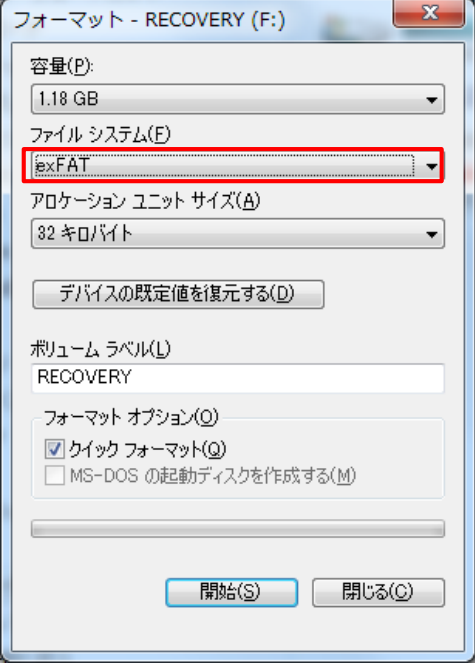 フォーマット - RECOVERY (F:)
容量(P):
1.18 GB
ファイル システム(F)
exFAT
アロケーション ユニット サイズ(A)
32 キロバイト
デバイスの既定値を復元する(D)
ボリューム ラベル(L)
RECOVERY
フォーマット オプション(O)
クイック フォーマット(Q)
MS-DOS の起動ディスクを作成する(M)
開始(S)
閉じる(C)